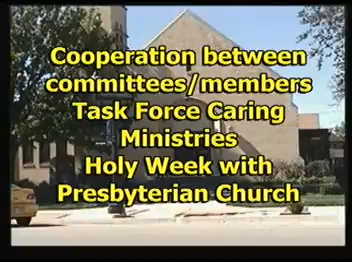 Cooperation between
committees/members
Task Force Caring
Ministries
Holy Week with
Presbyterian Church